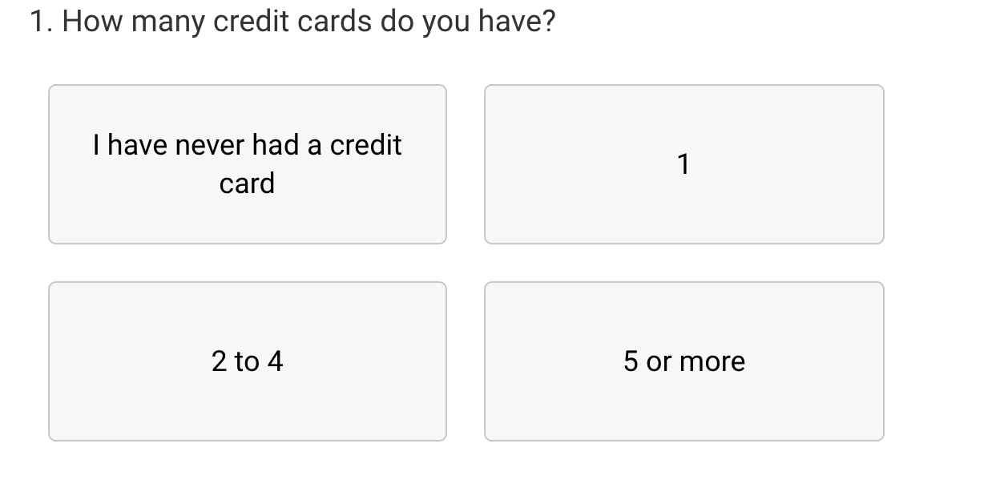 1. How many credit cards do you have?
I have never had a credit
card
1
2 to 4
5 or more